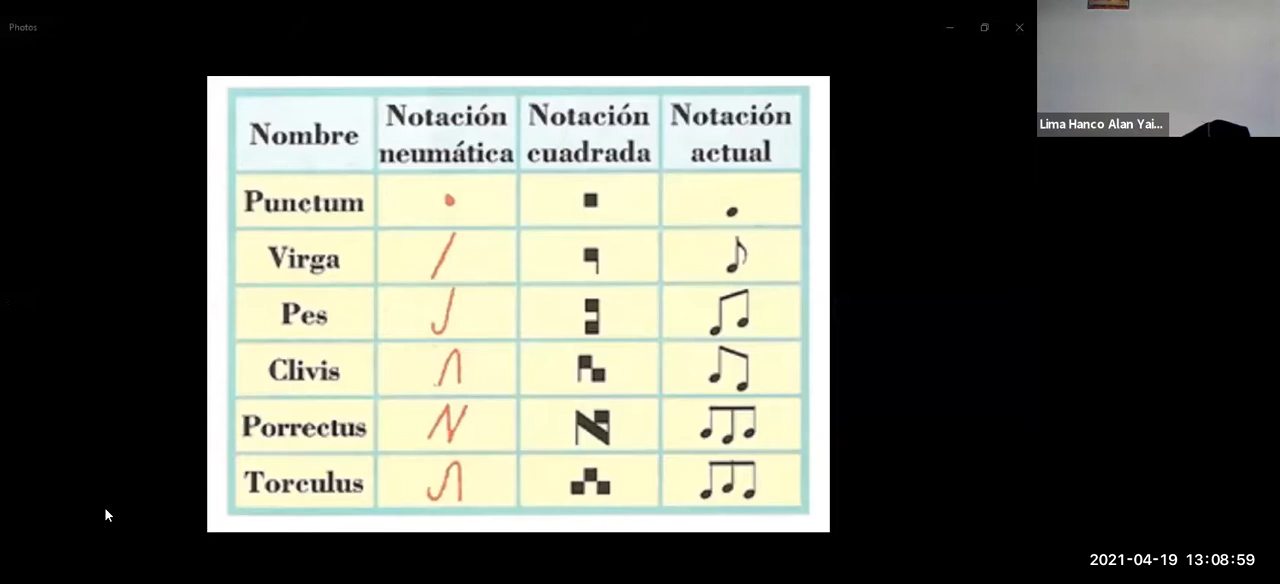 Photos
Lima Hanco Alan Yai...
Nombre
Notación
neumática
Notación
cuadrada
Notación
actual
Punctum
Virga
Pes
Clivis
Porrectus
Torculus
2021-04-19 13:08:59